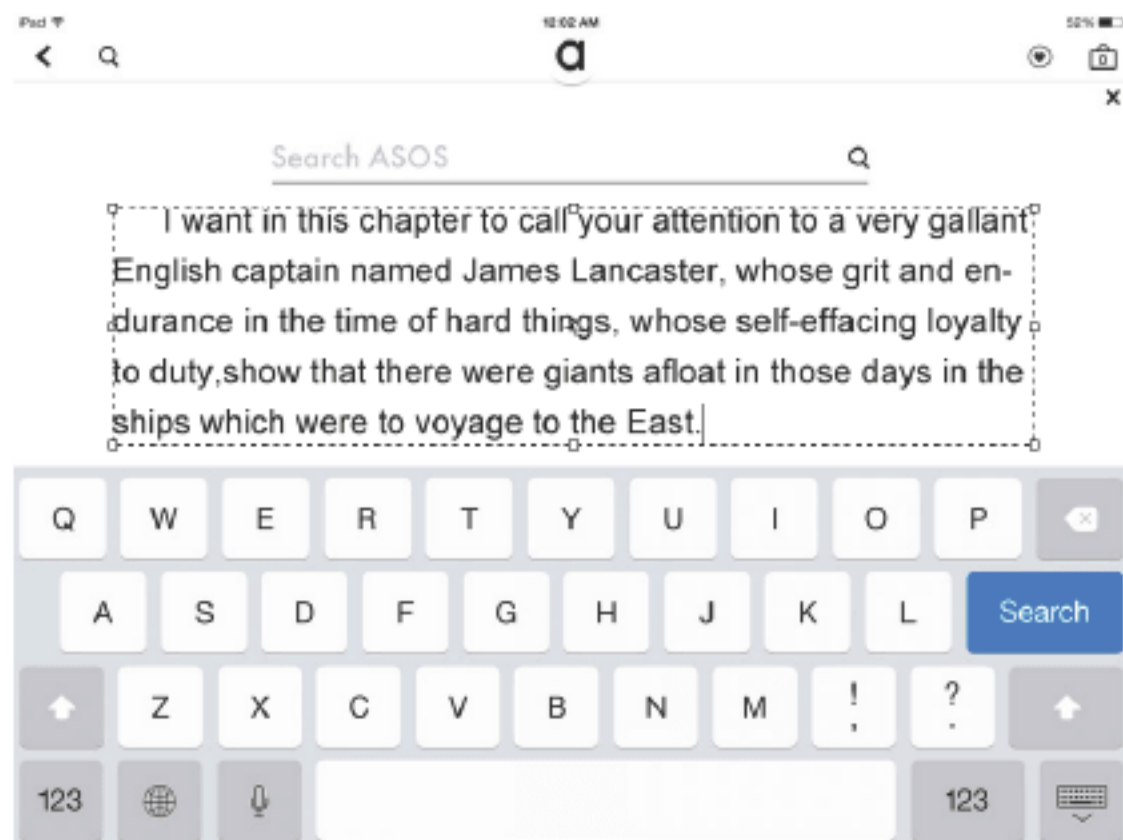 iPad
12:02 AM
52%
a
0
Search ASOS
I want in this chapter to call your attention to a very gallant
English captain named James Lancaster, whose grit and en-
durance in the time of hard things, whose self-effacing loyalty
to duty,show that there were giants afloat in those days in the
ships which were to voyage to the East.
Q W E R T Y U I O P
A S D F G H J K L Search
Z X C V B N M ! , ? .
123 123